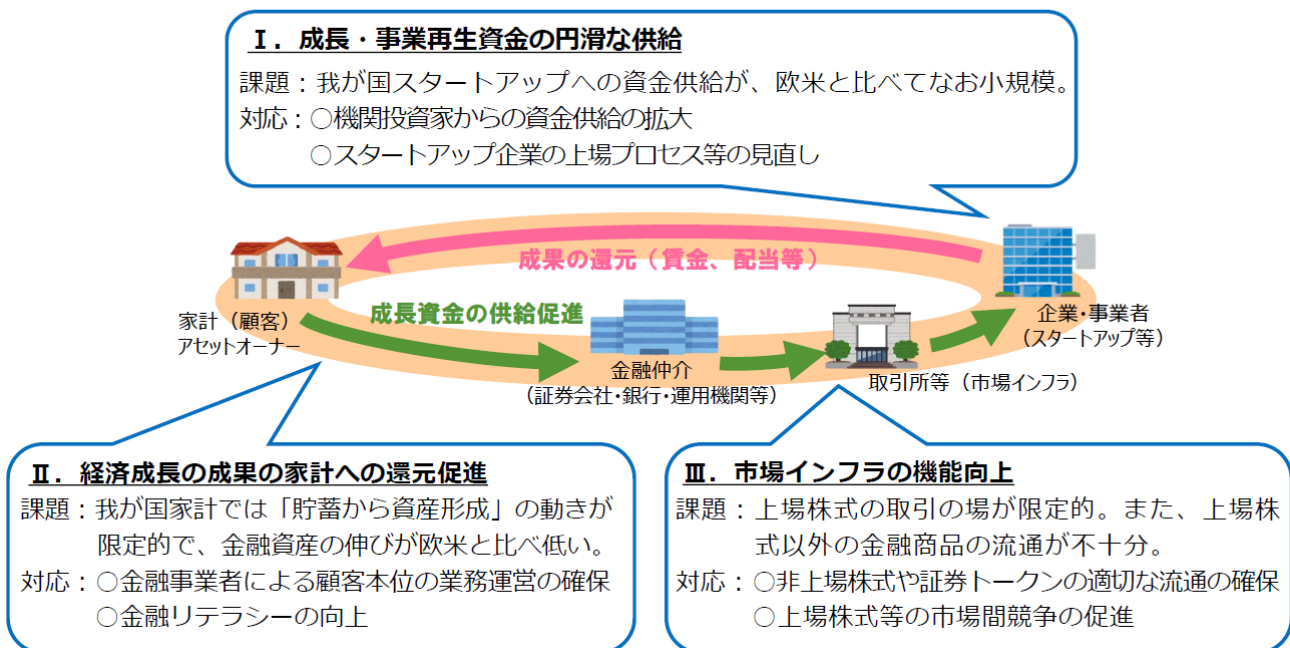 Ⅰ．成長・事業再生資金の円滑な供給
課題：我が国スタートアップへの資金供給が、欧米と比べてなお小規模。
対応：○機関投資家からの資金供給の拡大
○スタートアップ企業の上場プロセス等の見直し
成果の還元（賃金、配当等）
成長資金の供給促進
家計（顧客）
アセットオーナー
金融仲介
（証券会社・銀行・運用機関等）
取引所等（市場インフラ）
企業・事業者
（スタートアップ等）
Ⅱ．経済成長の成果の家計への還元促進
課題：我が国家計では「貯蓄から資産形成」の動きが
限定的で、金融資産の伸びが欧米と比べ低い。
対応：○金融事業者による顧客本位の業務運営の確保
○金融リテラシーの向上
Ⅲ．市場インフラの機能向上
課題：上場株式の取引の場が限定的。また、上場株
式以外の金融商品の流通が不十分。
対応：○非上場株式や証券トークンの適切な流通の確保
○上場株式等の市場間競争の促進